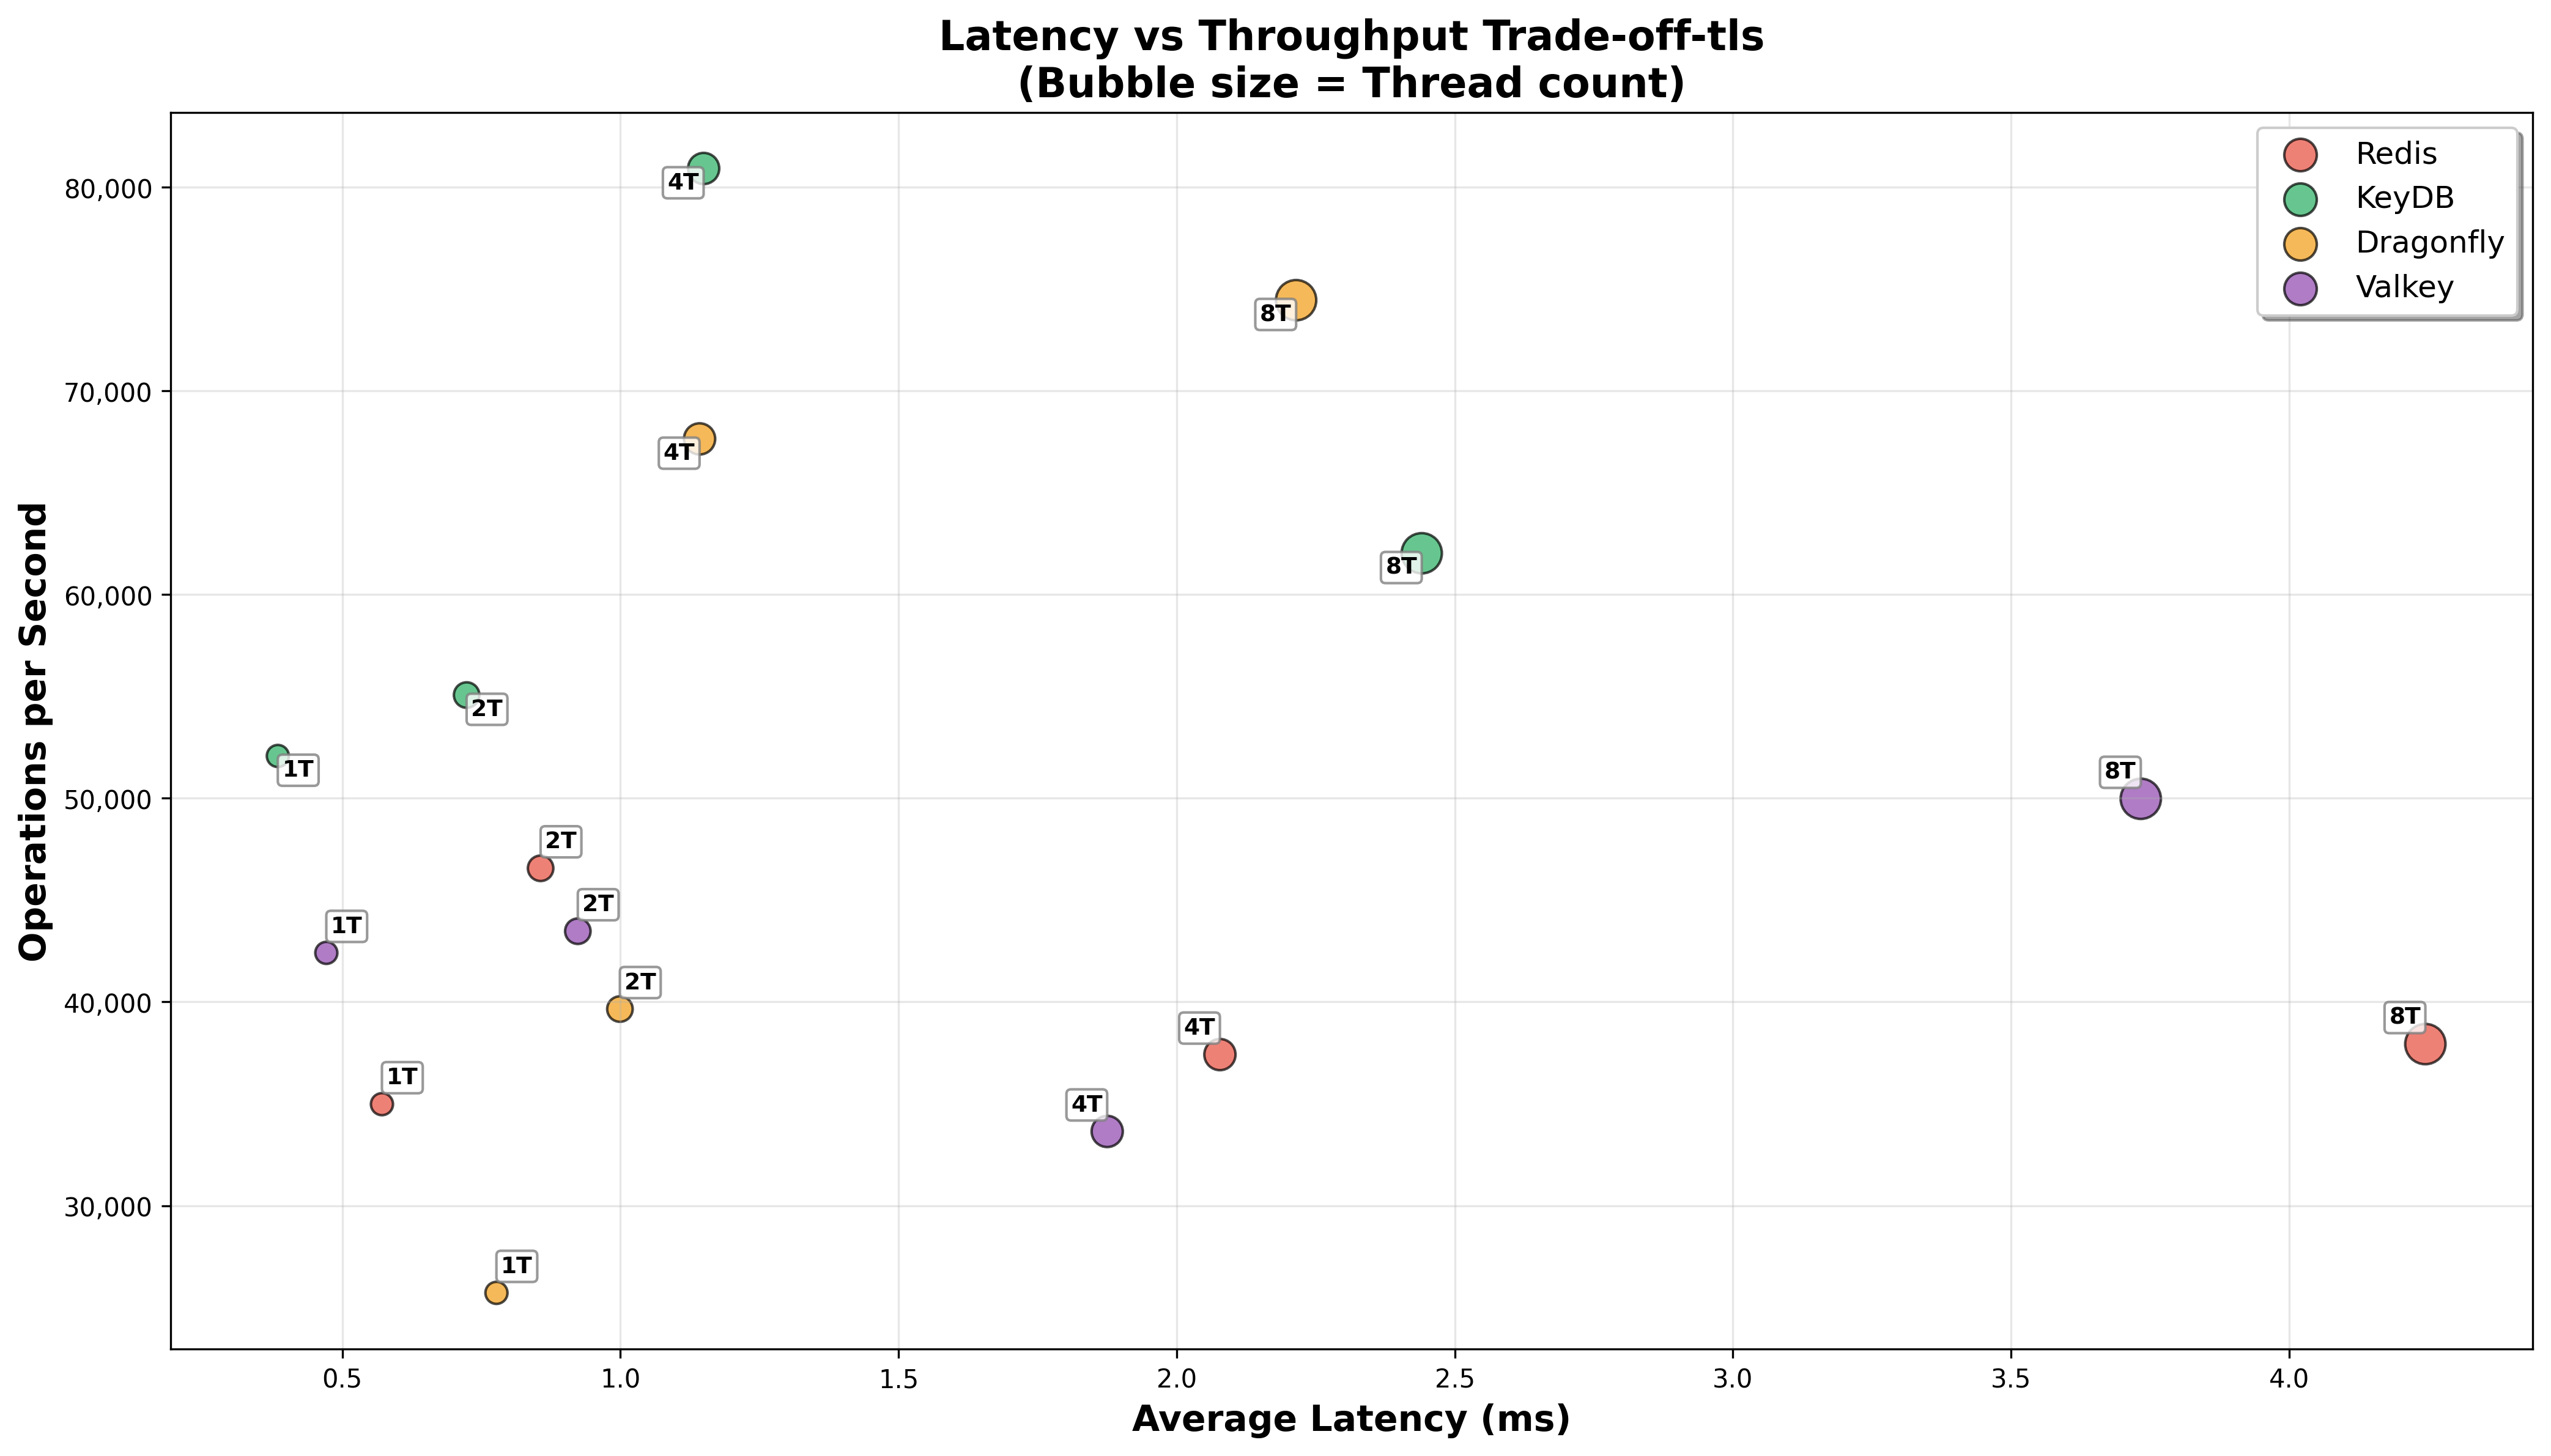 Latency vs Throughput Trade-off-tls
(Bubble size = Thread count)
Redis
KeyDB
Dragonfly
Valkey
Operations per Second
80,000
70,000
60,000
50,000
40,000
30,000
4T
8T
4T
8T
2T
1T
8T
2T
2T
1T
2T
8T
4T
4T
1T
1T
0.5
1.0
1.5
2.0
2.5
3.0
3.5
4.0
Average Latency (ms)